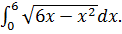 ∫₀⁶ √(6x − x²) dx.